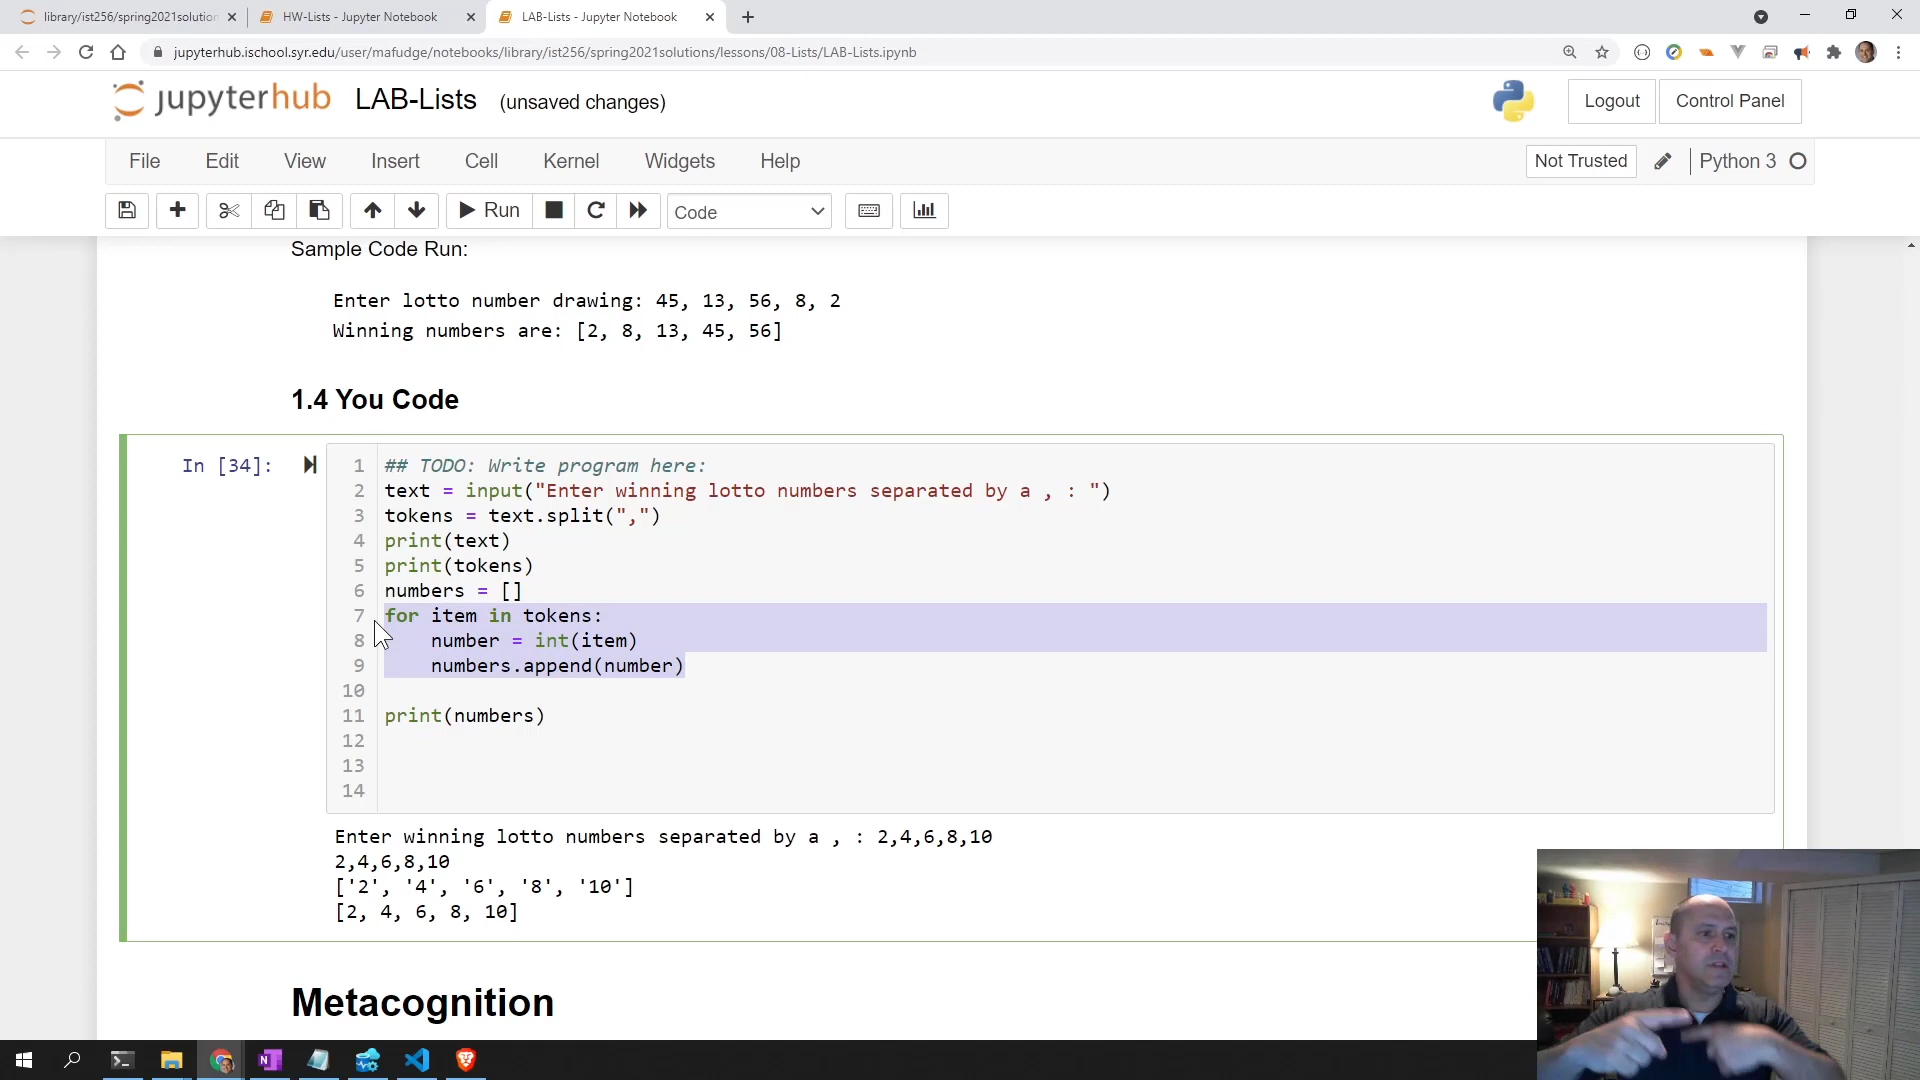 library/ist256/spring2021solution
HW-Lists - Jupyter Notebook
LAB-Lists - Jupyter Notebook
jupyterhub.ischool.syr.edu/user/mafudge/notebooks/library/ist256/spring2021solutions/lessons/08-Lists/LAB-Lists.ipynb
jupyterhub LAB-Lists (unsaved changes)
Logout Control Panel
File Edit View Insert Cell Kernel Widgets Help
Not Trusted Python 3
Run Code
Sample Code Run:
Enter lotto number drawing: 45, 13, 56, 8, 2
Winning numbers are: [2, 8, 13, 45, 56]
1.4 You Code
In [34]:
1 ## TODO: Write program here:
2 text = input("Enter winning lotto numbers separated by a , : ")
3 tokens = text.split(",")
4 print(text)
5 print(tokens)
6 numbers = []
7 for item in tokens:
8     number = int(item)
9     numbers.append(number)
10
11 print(numbers)
12
13
14
Enter winning lotto numbers separated by a , : 2,4,6,8,10
2,4,6,8,10
['2', '4', '6', '8', '10']
[2, 4, 6, 8, 10]
Metacognition